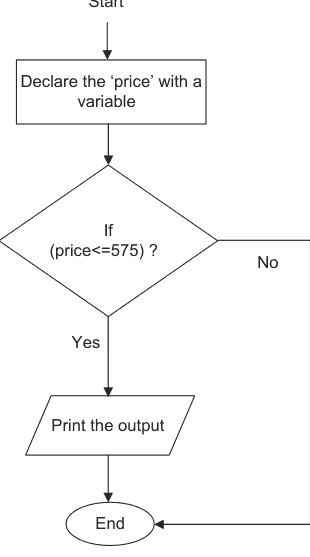 Start
Declare the ‘price’ with a
variable
If
(price<=575) ?
No
Yes
Print the output
End